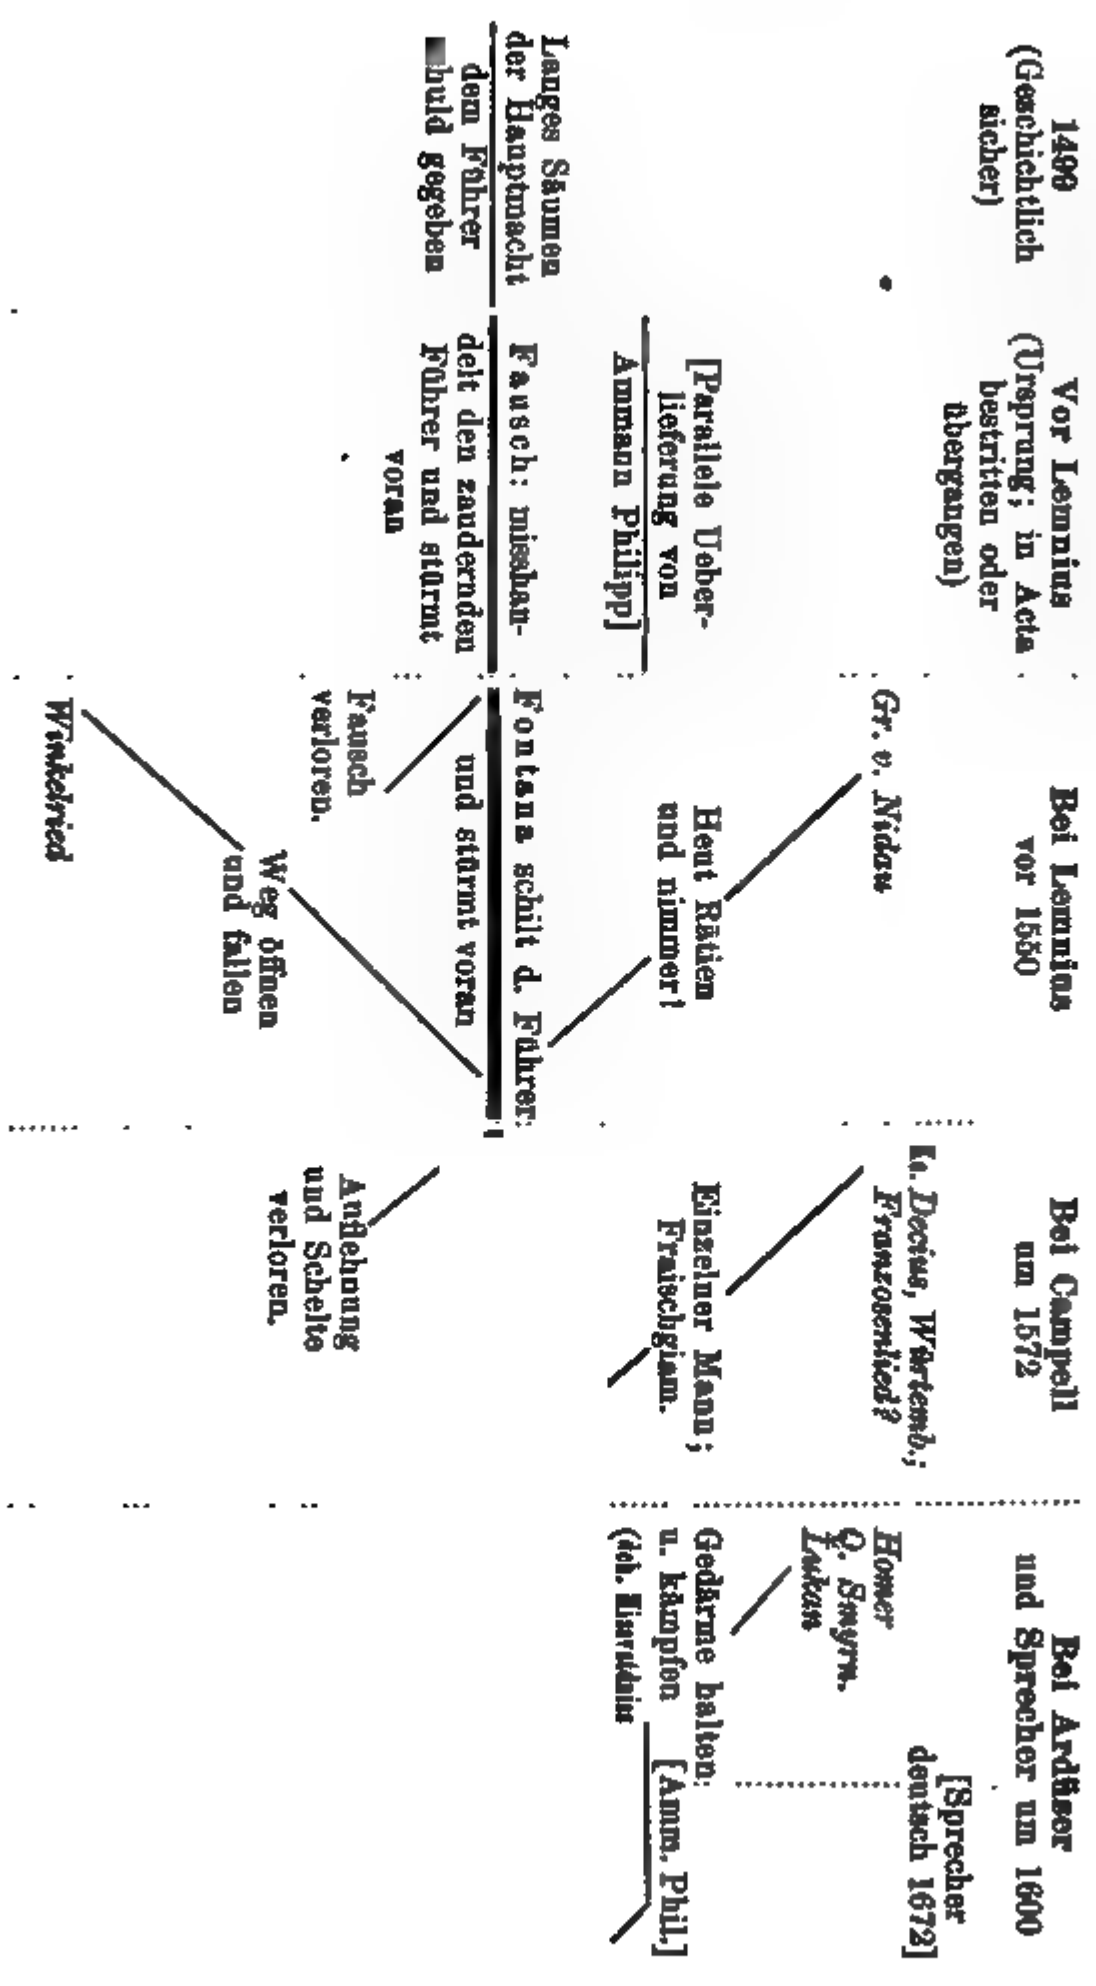 1499
(Geschichtlich
sicher)
Langes Säumen
der Hauptmacht
dem Führer
huld gegeben
Vor Lemnius
(Ursprung; in Acta
bestritten oder
übergangen)
[Parallele Ueber-
lieferung von
Ammann Philipp]
Fausch: misshan-
delt den zaudernden
Führer und stürmt
voran
Bei Lemnius
vor 1550
Gr. v. Nidau
Heut Rätien
und nimmer!
Fontana schilt d. Führer
und stürmt voran
Fausch
verloren.
Weg öffnen
und fallen
Winkelried
Bei Campell
um 1572
Decius, Würtemb.;
Franzosenlied?
Einzelner Mann;
Fraischgiam.
Auflehnung
und Schelte
verloren.
Bei Ardüser
und Sprecher um 1600
[Sprecher
deutsch 1672]
Homer
Q. Smyrn.
Lukan
Gedärme halten
u. kämpfen
[Amm. Phil.]